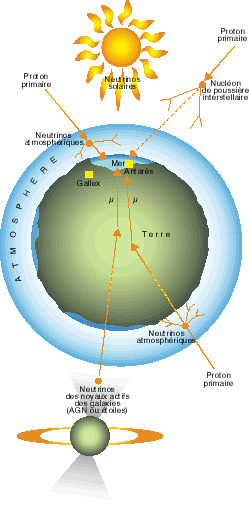 Proton
primaire
Neutrinos
solaires
Proton
primaire
Nucléon
de poussière
interstellaire
Neutrinos
atmosphériques
ATMOSPHERE
Mer
Antarès
Gallex
μ
μ
Terre
Neutrinos
atmosphériques
Proton
primaire
Neutrinos
des noyaux actifs
des galaxies
(AGN ou étoiles)